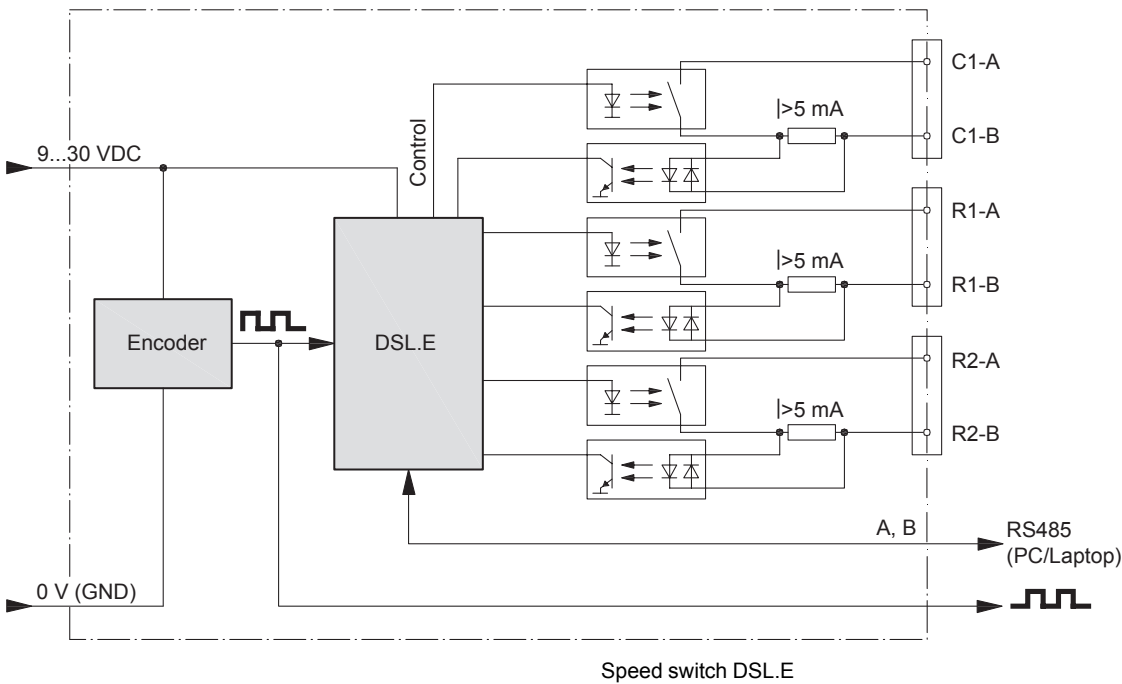 C1-A
|>5 mA
C1-B
Control
9...30 VDC
R1-A
|>5 mA
R1-B
Encoder
DSL.E
R2-A
|>5 mA
R2-B
A, B
RS485
(PC/Laptop)
0 V (GND)
Speed switch DSL.E